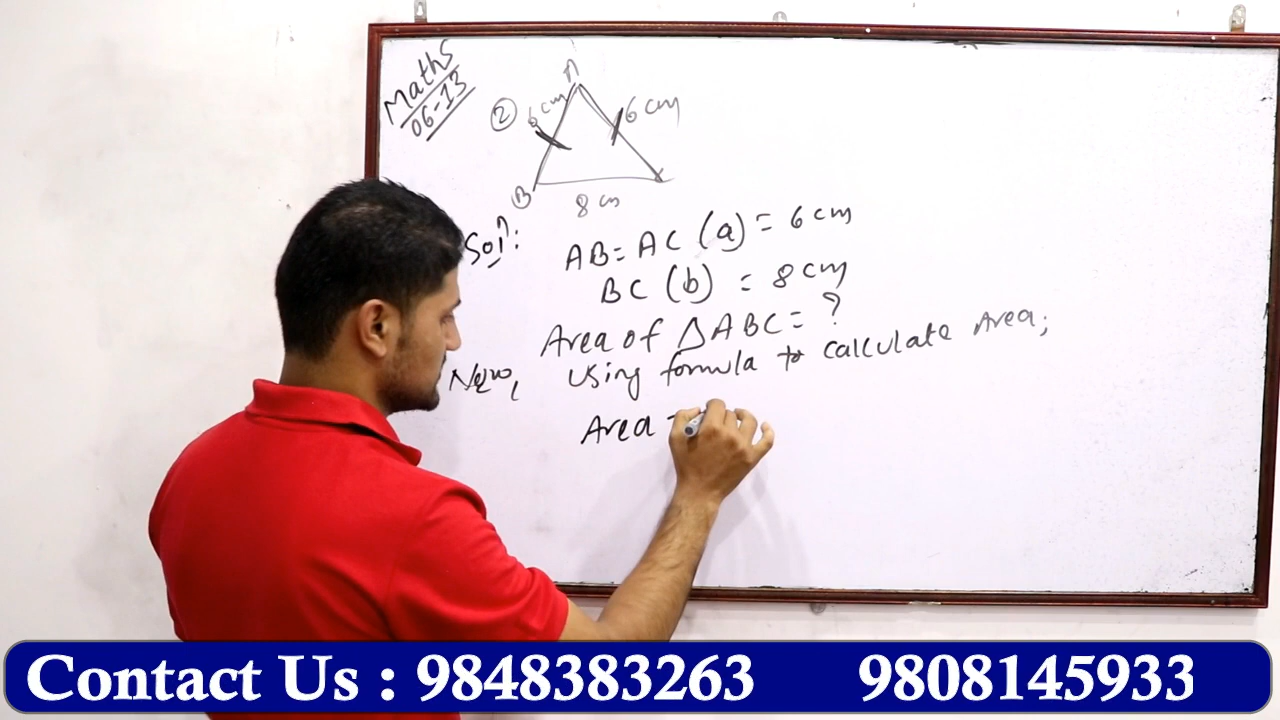 Maths
06-13
② A
6 cm 6 cm
B
8 cm
Solⁿ:
AB = AC (a) = 6 cm
BC (b) = 8 cm
Area of △ABC = ?
Now, Using formula to calculate Area;
Area =
Contact Us : 9848383263 9808145933